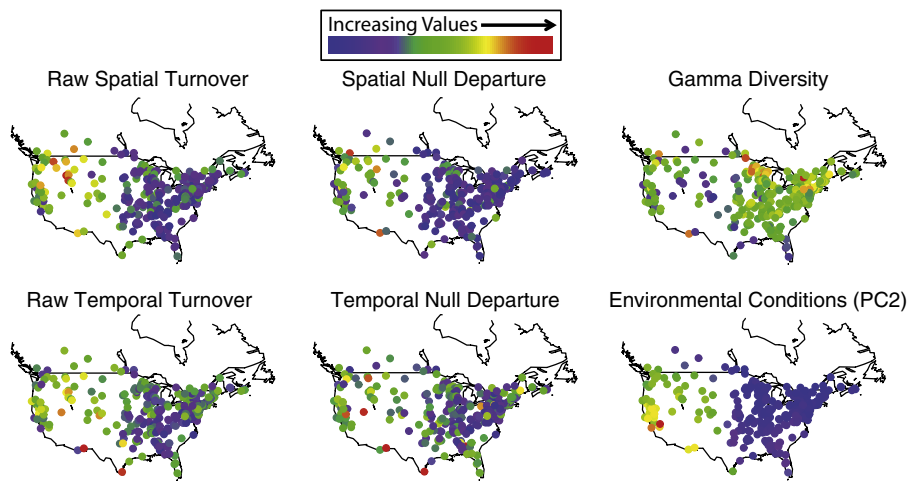 Increasing Values
Raw Spatial Turnover
Spatial Null Departure
Gamma Diversity
Raw Temporal Turnover
Temporal Null Departure
Environmental Conditions (PC2)